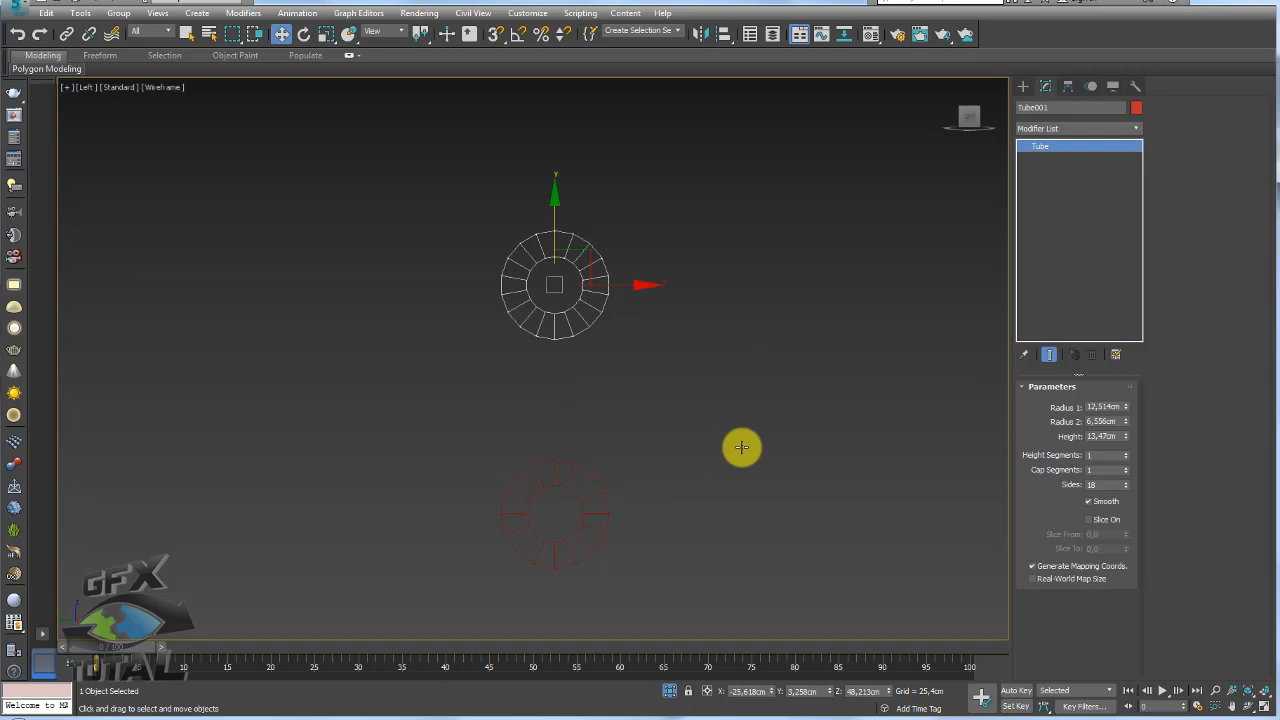 Edit Tools Group Views Create Modifiers Animation Graph Editors Rendering Civil View Customize Scripting Content Help
All View Create Selection Se
Modeling Freeform Selection Object Paint Populate
Polygon Modeling
[+][Left][Standard][Wireframe]
LEFT
y
Tube001
Modifier List
Tube
Parameters
Radius 1: 12,514cm
Radius 2: 6,556cm
Height: 13,47cm
Height Segments: 1
Cap Segments: 1
Sides: 18
Smooth
Slice On
Slice From: 0,0
Slice To: 0,0
Generate Mapping Coords.
Real-World Map Size
GFX
TOTAL
0 / 100
15 20 25 30 35 40 45 50 55 60 65 70 75 80 85 90 95 100
1 Object Selected
X: -25,618cm Y: 3,258cm Z: 48,213cm Grid = 25,4cm
Auto Key Selected
Welcome to MX
Click and drag to select and move objects
Add Time Tag
Set Key Key Filters... 0